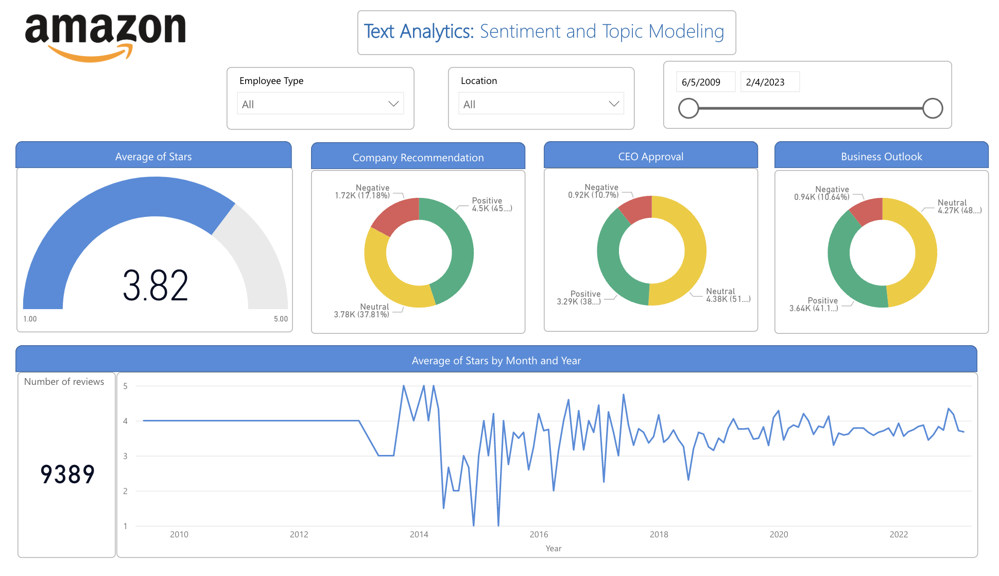 amazon
Text Analytics: Sentiment and Topic Modeling
Employee Type
All
Location
All
6/5/2009
2/4/2023
Average of Stars
3.82
1.00
5.00
Company Recommendation
Negative
1.72K (17.18%)
Positive
4.5K (45....)
Neutral
3.78K (37.81%)
CEO Approval
Negative
0.92K (10.7%)
Positive
3.29K (38....)
Neutral
4.38K (51....)
Business Outlook
Negative
0.94K (10.64%)
Neutral
4.27K (48....)
Positive
3.64K (41.1...)
Average of Stars by Month and Year
Number of reviews
9389
5
4
3
2
1
2010
2012
2014
2016
2018
2020
2022
Year